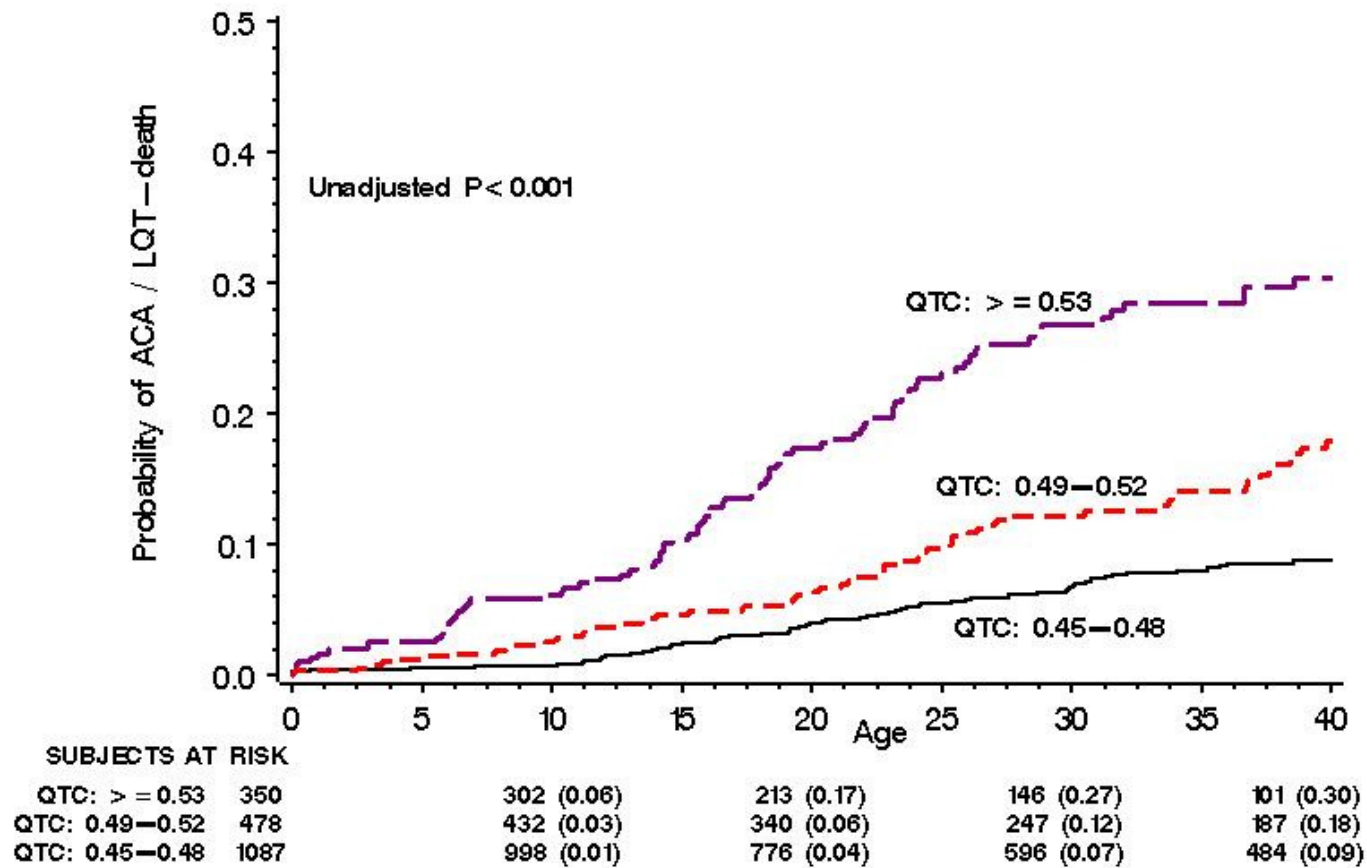 0.5
0.4
Unadjusted P< 0.001
0.3
QTC: > = 0.53
0.2
QTC: 0.49—0.52
0.1
QTC: 0.45—0.48
0.0
Probability of ACA / LQT—death
0 5 10 15 20 25 30 35 40
Age
SUBJECTS AT RISK
QTC: > = 0.53 350 302 (0.06) 213 (0.17) 146 (0.27) 101 (0.30)
QTC: 0.49—0.52 478 432 (0.03) 340 (0.06) 247 (0.12) 187 (0.18)
QTC: 0.45—0.48 1087 998 (0.01) 776 (0.04) 596 (0.07) 484 (0.09)